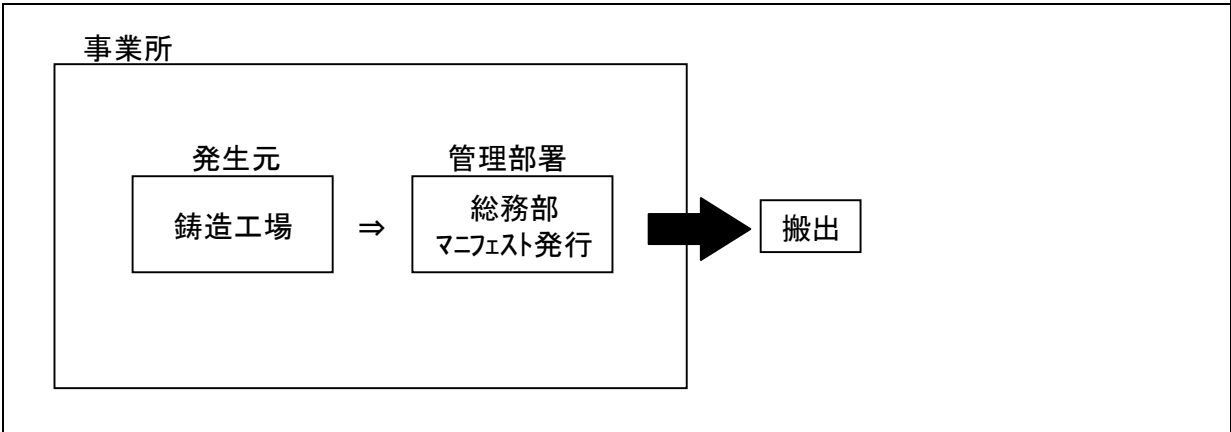 事業所
発生元
管理部署
鋳造工場
⇒
総務部
ﾏﾆﾌｪｽﾄ発行
搬出